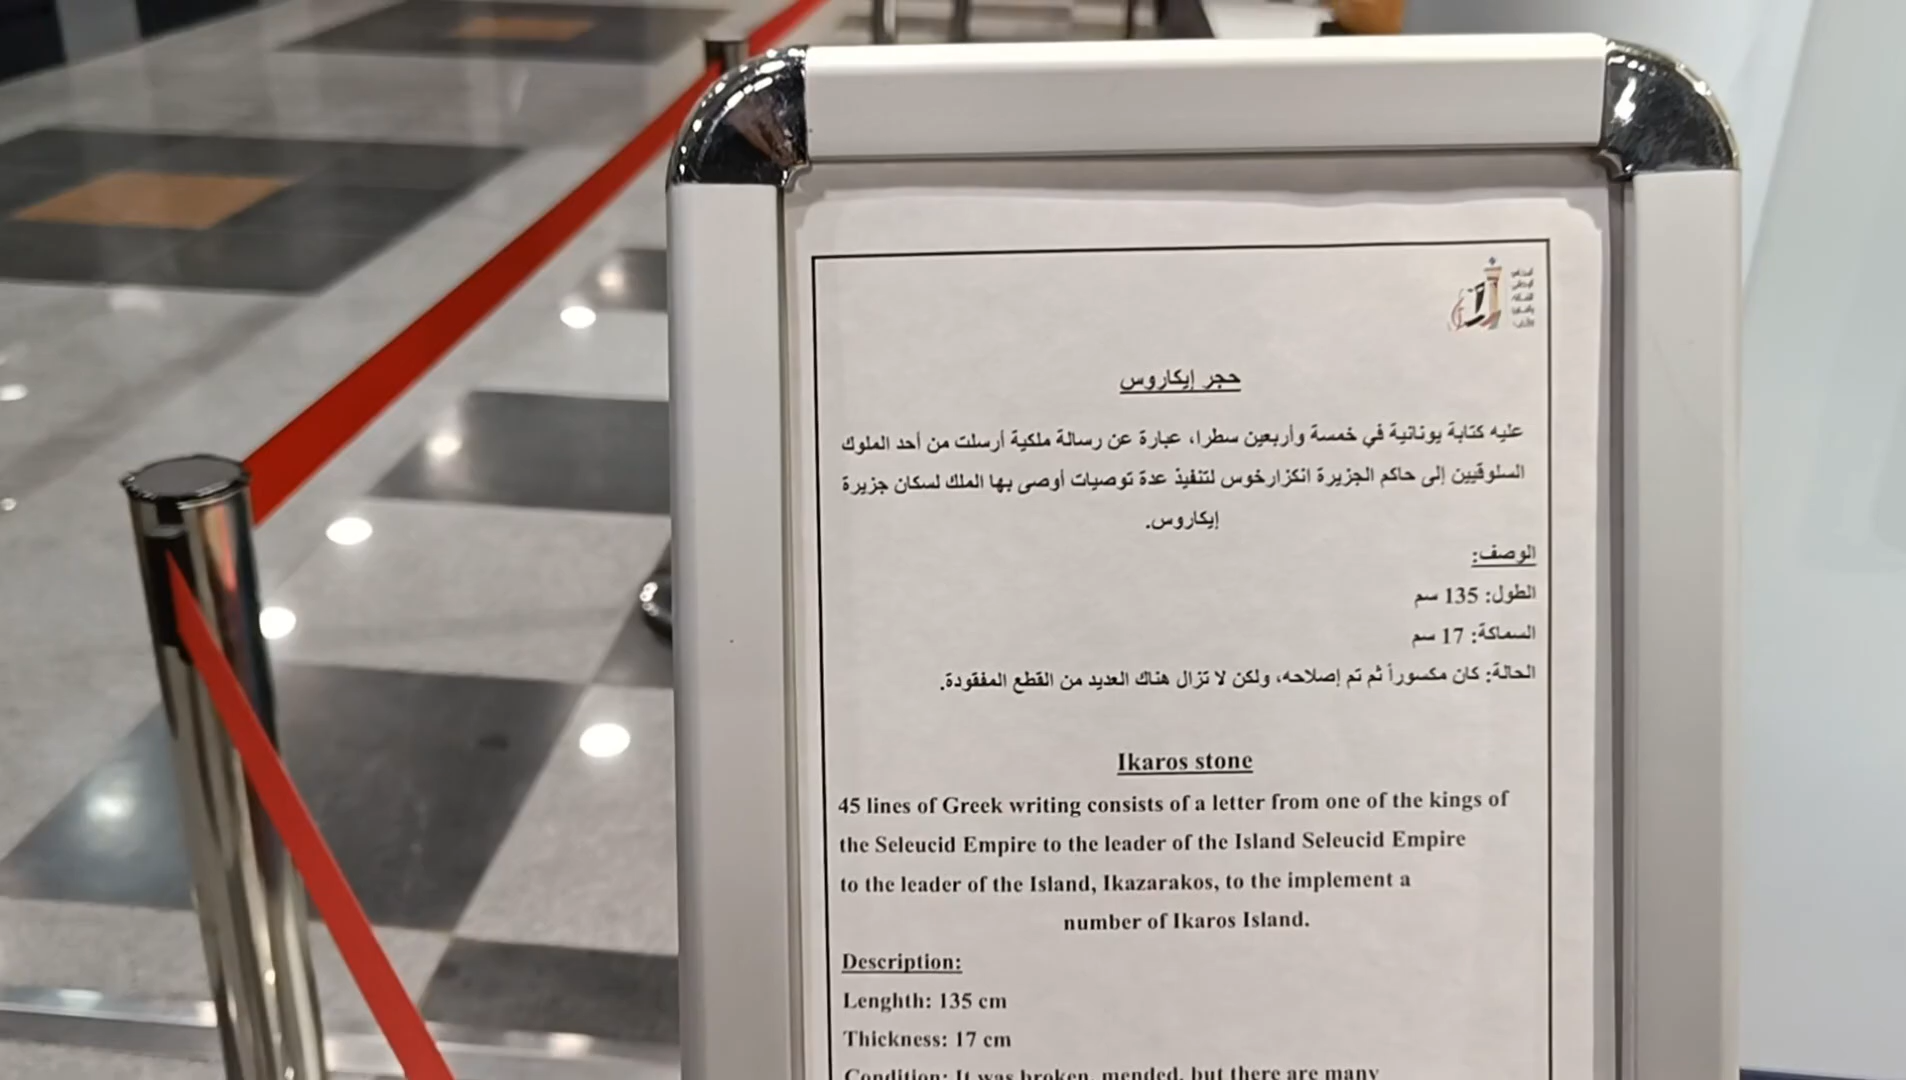 حجر إيكاروس
عليه كتابة يونانية في خمسة وأربعين سطرا، عبارة عن رسالة ملكية أرسلت من أحد الملوك
السلوقيين إلى حاكم الجزيرة انكزارخوس لتنفيذ عدة توصيات أوصى بها الملك لسكان جزيرة
إيكاروس.
الوصف:
الطول: 135 سم
السماكة: 17 سم
الحالة: كان مكسوراً ثم تم إصلاحه، ولكن لا تزال هناك العديد من القطع المفقودة.
Ikaros stone
45 lines of Greek writing consists of a letter from one of the kings of
the Seleucid Empire to the leader of the Island Seleucid Empire
to the leader of the Island, Ikazarakos, to the implement a
number of Ikaros Island.
Description:
Lenghth: 135 cm
Thickness: 17 cm
Condition: It was broken, mended, but there are many